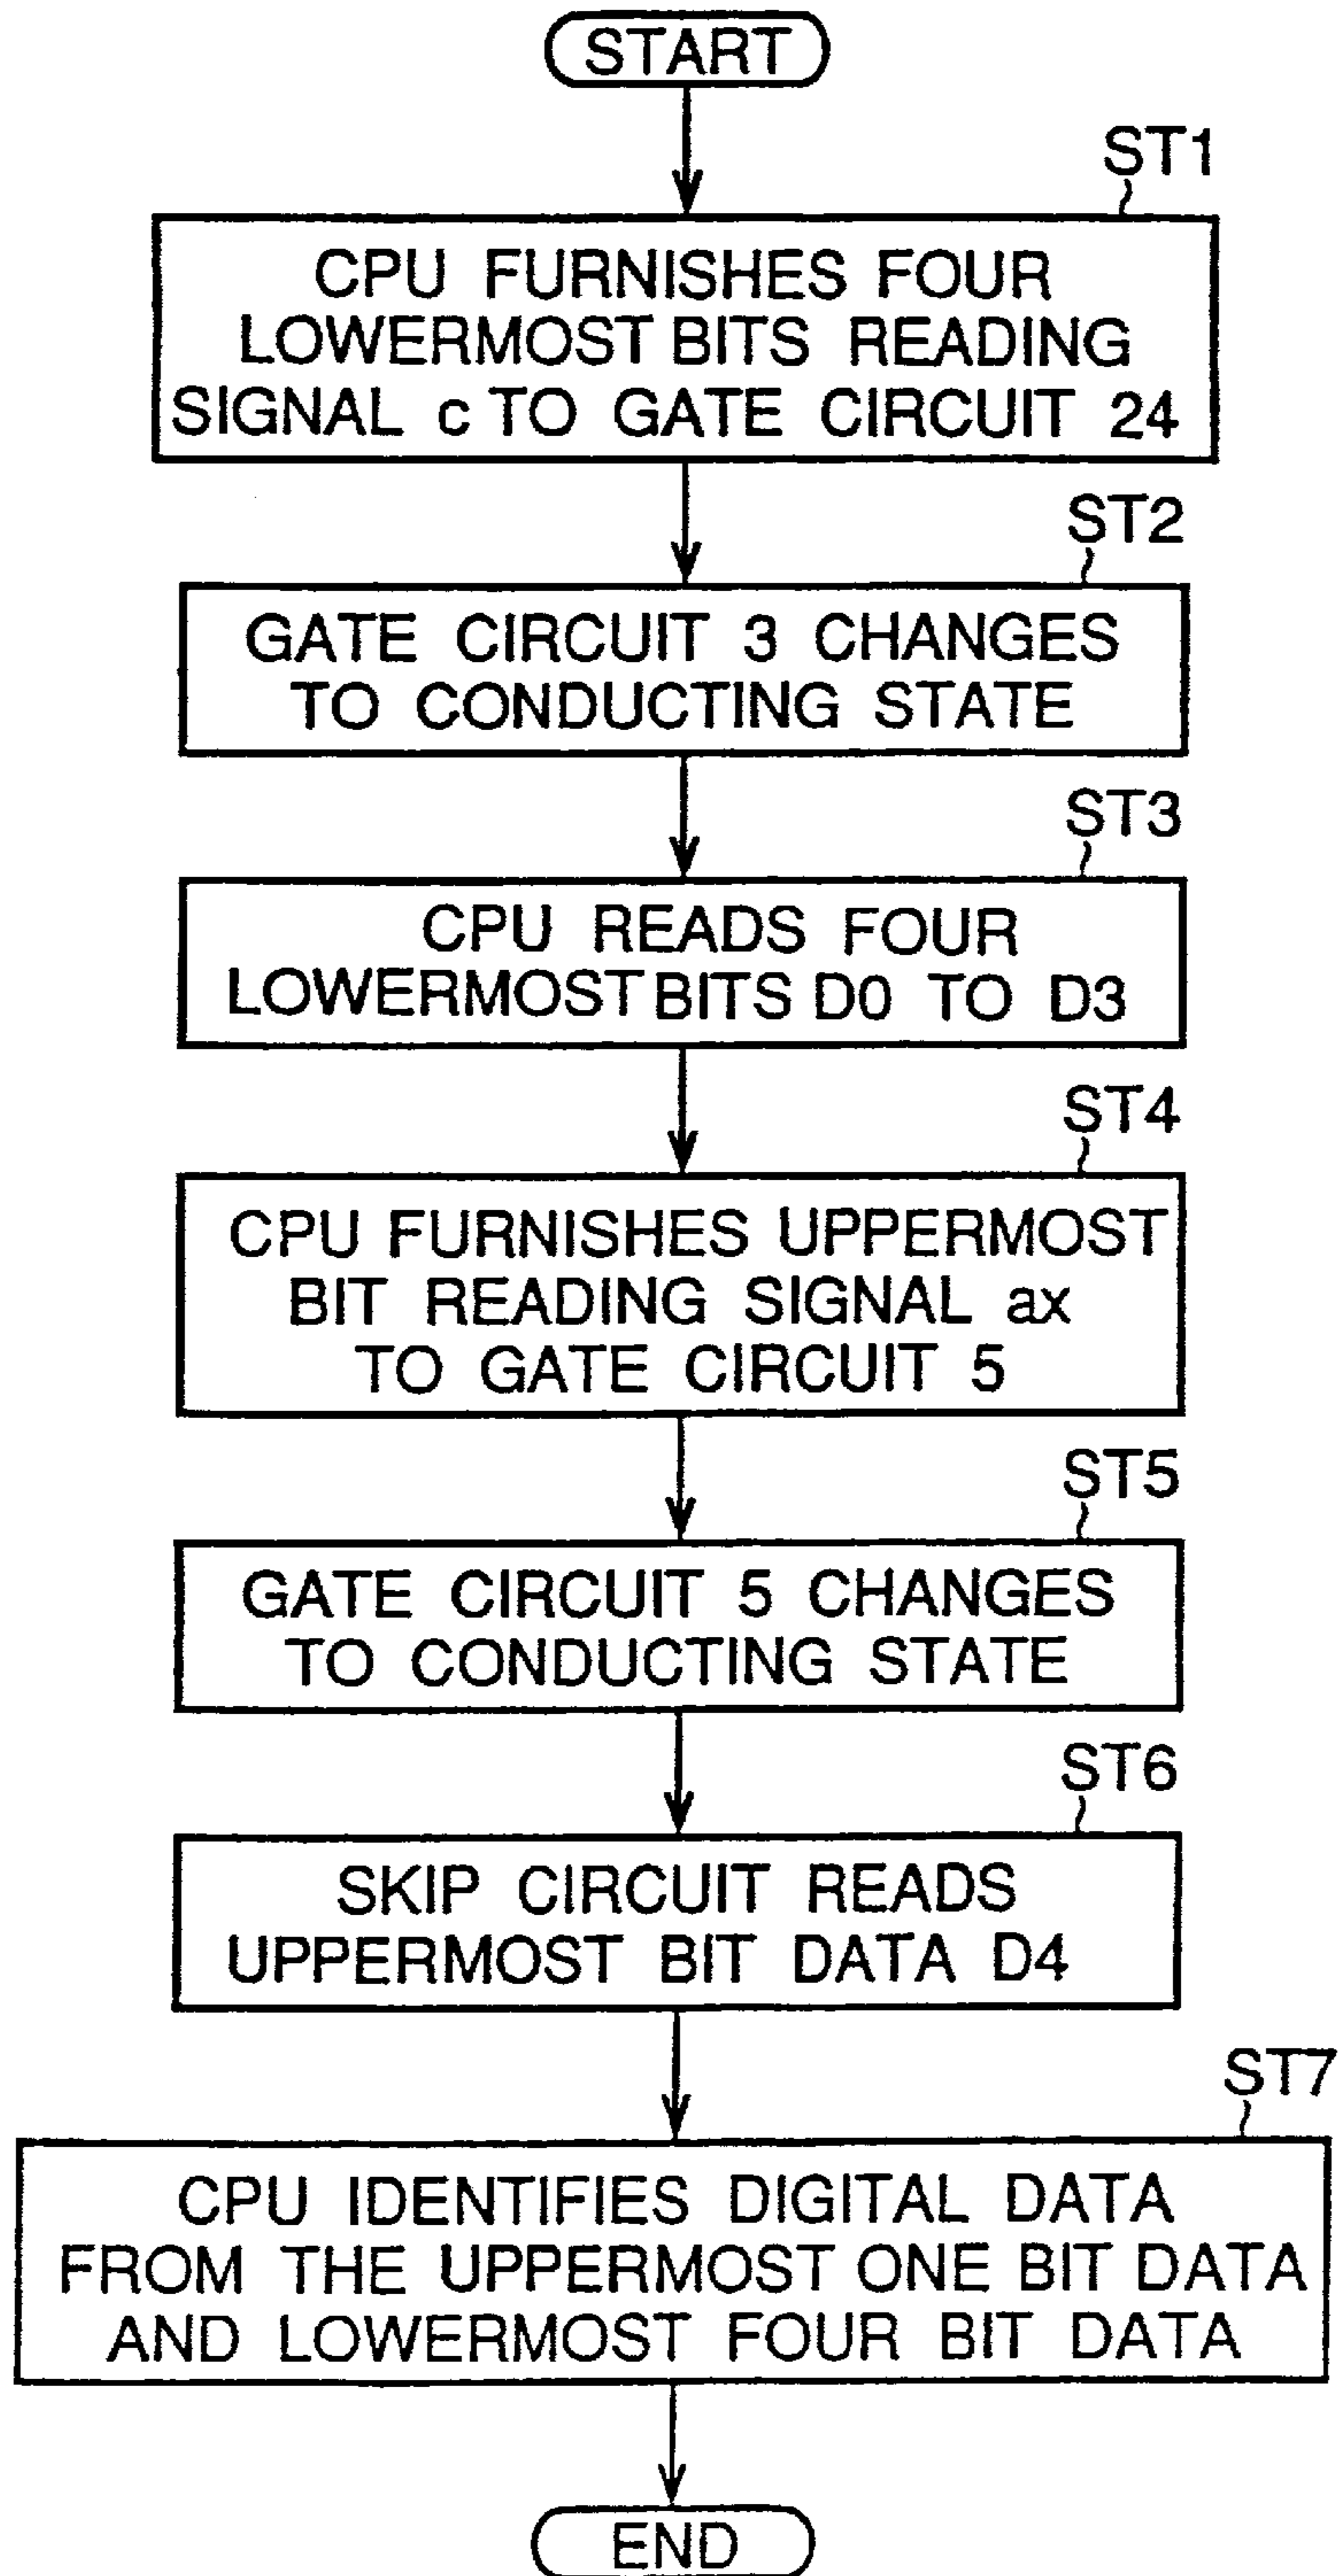 START
ST1
CPU FURNISHES FOUR
LOWERMOST BITS READING
SIGNAL c TO GATE CIRCUIT 24
ST2
GATE CIRCUIT 3 CHANGES
TO CONDUCTING STATE
ST3
CPU READS FOUR
LOWERMOST BITS D0 TO D3
ST4
CPU FURNISHES UPPERMOST
BIT READING SIGNAL ax
TO GATE CIRCUIT 5
ST5
GATE CIRCUIT 5 CHANGES
TO CONDUCTING STATE
ST6
SKIP CIRCUIT READS
UPPERMOST BIT DATA D4
ST7
CPU IDENTIFIES DIGITAL DATA
FROM THE UPPERMOST ONE BIT DATA
AND LOWERMOST FOUR BIT DATA
END